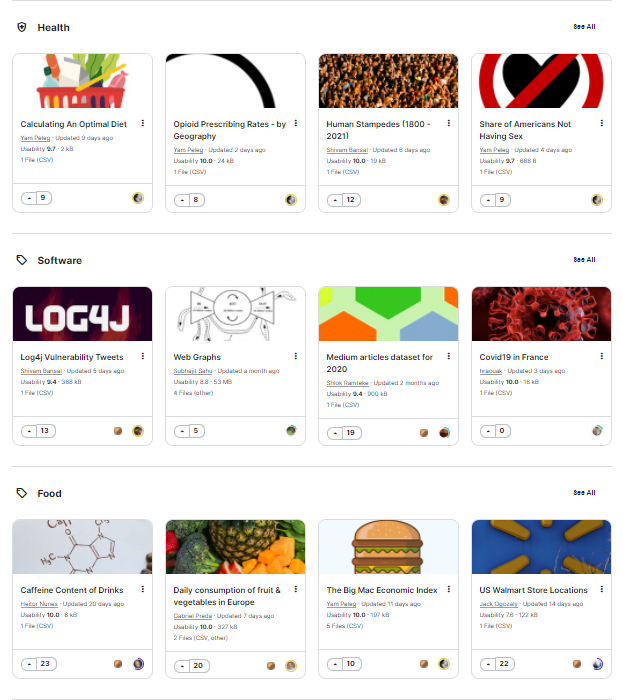 Health
See All
Calculating An Optimal Diet
Yam Peleg · Updated 9 days ago
Usability 9.7 · 2 kB
1 File (CSV)
9
Opioid Prescribing Rates - by
Geography
Yam Peleg · Updated 2 days ago
Usability 10.0 · 24 kB
1 File (CSV)
8
Human Stampedes (1800 -
2021)
Shivam Bansal · Updated 6 days ago
Usability 10.0 · 19 kB
1 File (CSV)
12
Share of Americans Not
Having Sex
Yam Peleg · Updated 4 days ago
Usability 9.7 · 668 B
1 File (CSV)
9
Software
See All
LOG4J
Log4j Vulnerability Tweets
Shivam Bansal · Updated 5 days ago
Usability 9.4 · 388 kB
1 File (CSV)
13
Web Graphs
Subhajit Sahu · Updated a month ago
Usability 8.8 · 53 MB
4 Files (other)
5
Medium articles dataset for
2020
Shlok Ramteke · Updated 2 months ago
Usability 9.4 · 900 kB
1 File (CSV)
19
Covid19 in France
hraouak · Updated 3 days ago
Usability 10.0 · 16 kB
1 File (CSV)
0
Food
See All
H₃C
N
N
N
O
Caffeine Content of Drinks
Heitor Nunes · Updated 20 days ago
Usability 10.0 · 8 kB
1 File (CSV)
23
Daily consumption of fruit &
vegetables in Europe
Gabriel Preda · Updated 7 days ago
Usability 10.0 · 327 kB
2 Files (CSV, other)
20
The Big Mac Economic Index
Yam Peleg · Updated 11 days ago
Usability 10.0 · 197 kB
5 Files (CSV)
10
US Walmart Store Locations
Jack Ogozaly · Updated 14 days ago
Usability 7.6 · 122 kB
1 File (CSV)
22